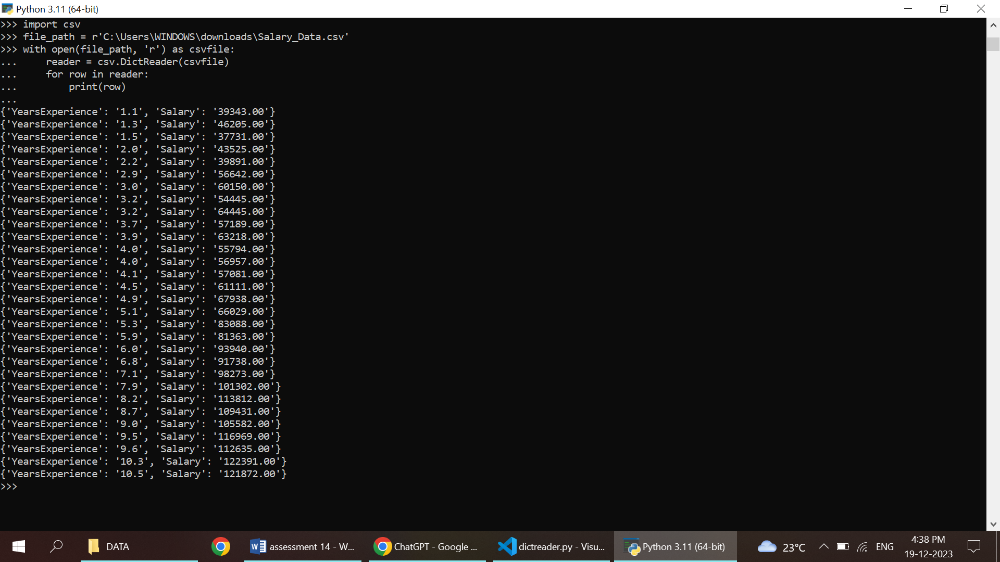 Python 3.11 (64-bit)
>>> import csv
>>> file_path = r'C:\Users\WINDOWS\downloads\Salary_Data.csv'
>>> with open(file_path, 'r') as csvfile:
...     reader = csv.DictReader(csvfile)
...     for row in reader:
...         print(row)
...
{'YearsExperience': '1.1', 'Salary': '39343.00'}
{'YearsExperience': '1.3', 'Salary': '46205.00'}
{'YearsExperience': '1.5', 'Salary': '37731.00'}
{'YearsExperience': '2.0', 'Salary': '43525.00'}
{'YearsExperience': '2.2', 'Salary': '39891.00'}
{'YearsExperience': '2.9', 'Salary': '56642.00'}
{'YearsExperience': '3.0', 'Salary': '60150.00'}
{'YearsExperience': '3.2', 'Salary': '54445.00'}
{'YearsExperience': '3.2', 'Salary': '64445.00'}
{'YearsExperience': '3.7', 'Salary': '57189.00'}
{'YearsExperience': '3.9', 'Salary': '63218.00'}
{'YearsExperience': '4.0', 'Salary': '55794.00'}
{'YearsExperience': '4.0', 'Salary': '56957.00'}
{'YearsExperience': '4.1', 'Salary': '57081.00'}
{'YearsExperience': '4.5', 'Salary': '61111.00'}
{'YearsExperience': '4.9', 'Salary': '67938.00'}
{'YearsExperience': '5.1', 'Salary': '66029.00'}
{'YearsExperience': '5.3', 'Salary': '83088.00'}
{'YearsExperience': '5.9', 'Salary': '81363.00'}
{'YearsExperience': '6.0', 'Salary': '93940.00'}
{'YearsExperience': '6.8', 'Salary': '91738.00'}
{'YearsExperience': '7.1', 'Salary': '98273.00'}
{'YearsExperience': '7.9', 'Salary': '101302.00'}
{'YearsExperience': '8.2', 'Salary': '113812.00'}
{'YearsExperience': '8.7', 'Salary': '109431.00'}
{'YearsExperience': '9.0', 'Salary': '105582.00'}
{'YearsExperience': '9.5', 'Salary': '116969.00'}
{'YearsExperience': '9.6', 'Salary': '112635.00'}
{'YearsExperience': '10.3', 'Salary': '122391.00'}
{'YearsExperience': '10.5', 'Salary': '121872.00'}
>>>
DATA
assessment 14 - W...
ChatGPT - Google ...
dictreader.py - Visu...
Python 3.11 (64-bit)
23°C
ENG
4:38 PM
19-12-2023